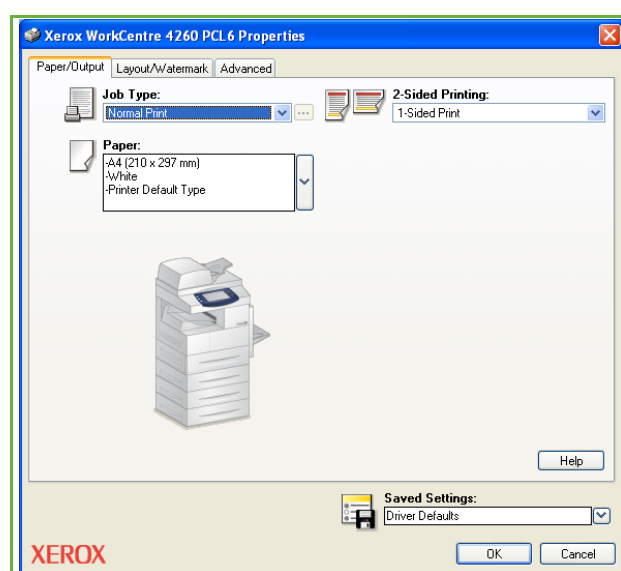 Xerox WorkCentre 4260 PCL6 Properties
Paper/Output Layout/Watermark Advanced
Job Type:
Normal Print
...
2-Sided Printing:
1-Sided Print
Paper:
-A4 (210 x 297 mm)
-White
-Printer Default Type
Help
Saved Settings:
Driver Defaults
XEROX
OK Cancel